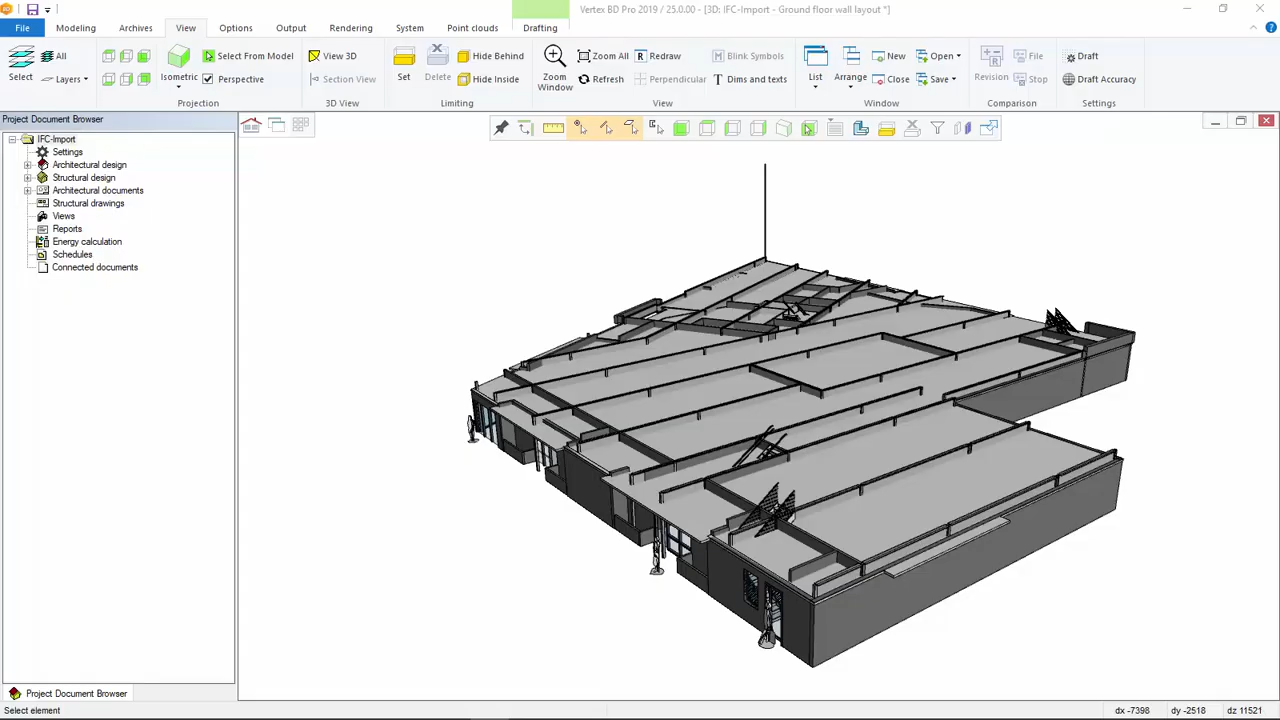 Vertex BD Pro 2019 / 25.0.00 - [3D: IFC-Import - Ground floor wall layout *]
File Modeling Archives View Options Output Rendering System Point clouds Drafting
All Select From Model View 3D Hide Behind Zoom All Redraw Blink Symbols New Open File Draft
Select Layers Isometric Perspective Section View Set Delete Hide Inside Zoom Window Refresh Perpendicular Dims and texts List Arrange Close Save Revision Stop Draft Accuracy
Projection 3D View Limiting View Window Comparison Settings
Project Document Browser
IFC-Import
Settings
Architectural design
Structural design
Architectural documents
Structural drawings
Views
Reports
Energy calculation
Schedules
Connected documents
Project Document Browser
Select element dx -7398 dy -2518 dz 11521